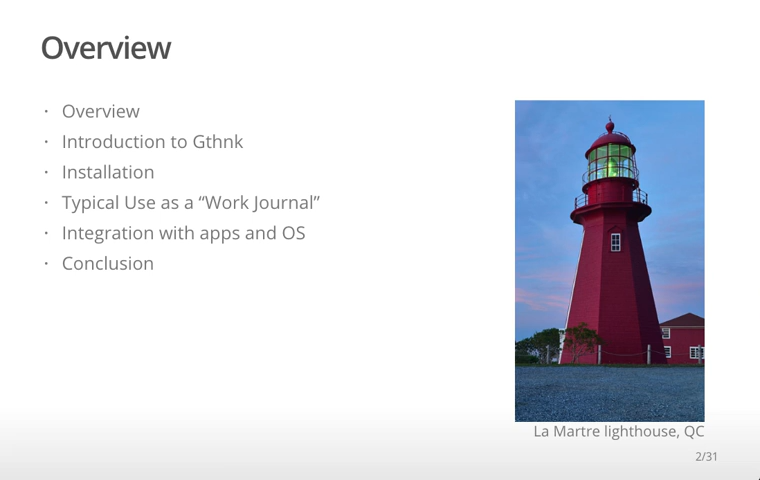 Overview
· Overview
· Introduction to Gthnk
· Installation
· Typical Use as a “Work Journal”
· Integration with apps and OS
· Conclusion
La Martre lighthouse, QC
2/31